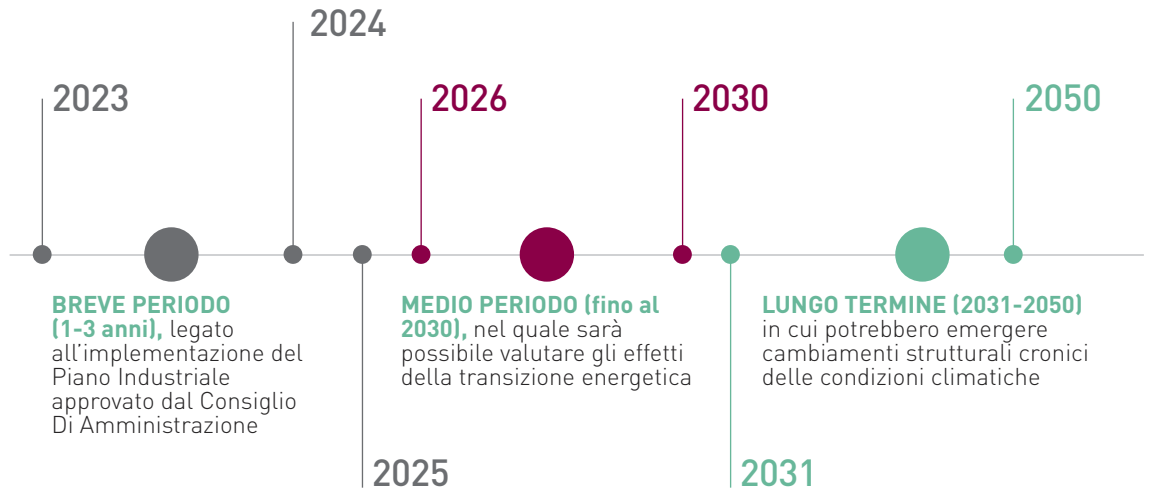 2024
2023
2026
2030
2050
BREVE PERIODO
(1-3 anni), legato
all'implementazione del
Piano Industriale
approvato dal Consiglio
Di Amministrazione
MEDIO PERIODO (fino al
2030), nel quale sarà
possibile valutare gli effetti
della transizione energetica
LUNGO TERMINE (2031-2050)
in cui potrebbero emergere
cambiamenti strutturali cronici
delle condizioni climatiche
2025
2031